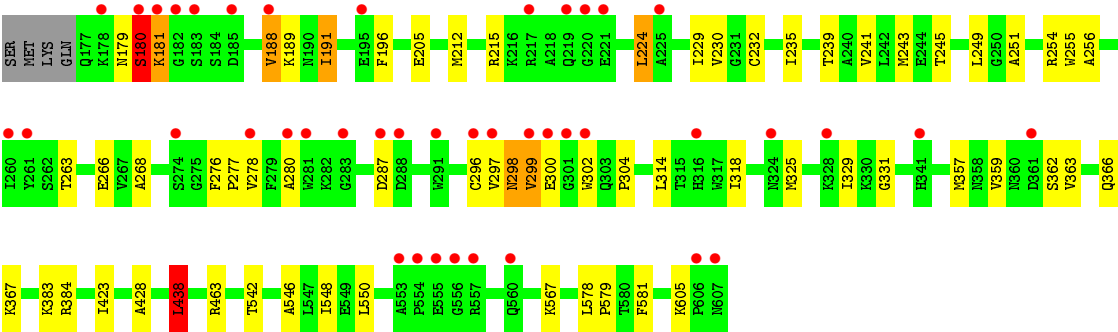 SER MET LYS GLN Q177 K178 N179 S180 K181 G182 S183 S184 D185 V188 K189 N190 I191 E195 F196 E205 M212 R215 K216 R217 A218 Q219 G220 E221 L224 A225 I229 V230 G231 C232 I235 T239 A240 V241 L242 M243 E244 T245 L249 G250 A251 R254 W255 A256
I260 Y261 S262 T263 E266 V267 A268 S274 G275 F276 P277 V278 F279 A280 W281 K282 G283 D287 D288 W291 C296 V297 N298 V299 E300 G301 W302 Q303 P304 L314 T315 H316 W317 I318 N324 M325 K328 I329 K330 G331 H341 M357 N358 V359 N360 D361 S362 V363 Q366
K367 K383 R384 I423 A428 L438 R463 T542 A546 L547 I548 E549 L550 A553 P554 E555 G556 R557 Q560 K567 L578 P579 T580 F581 K605 P606 N607